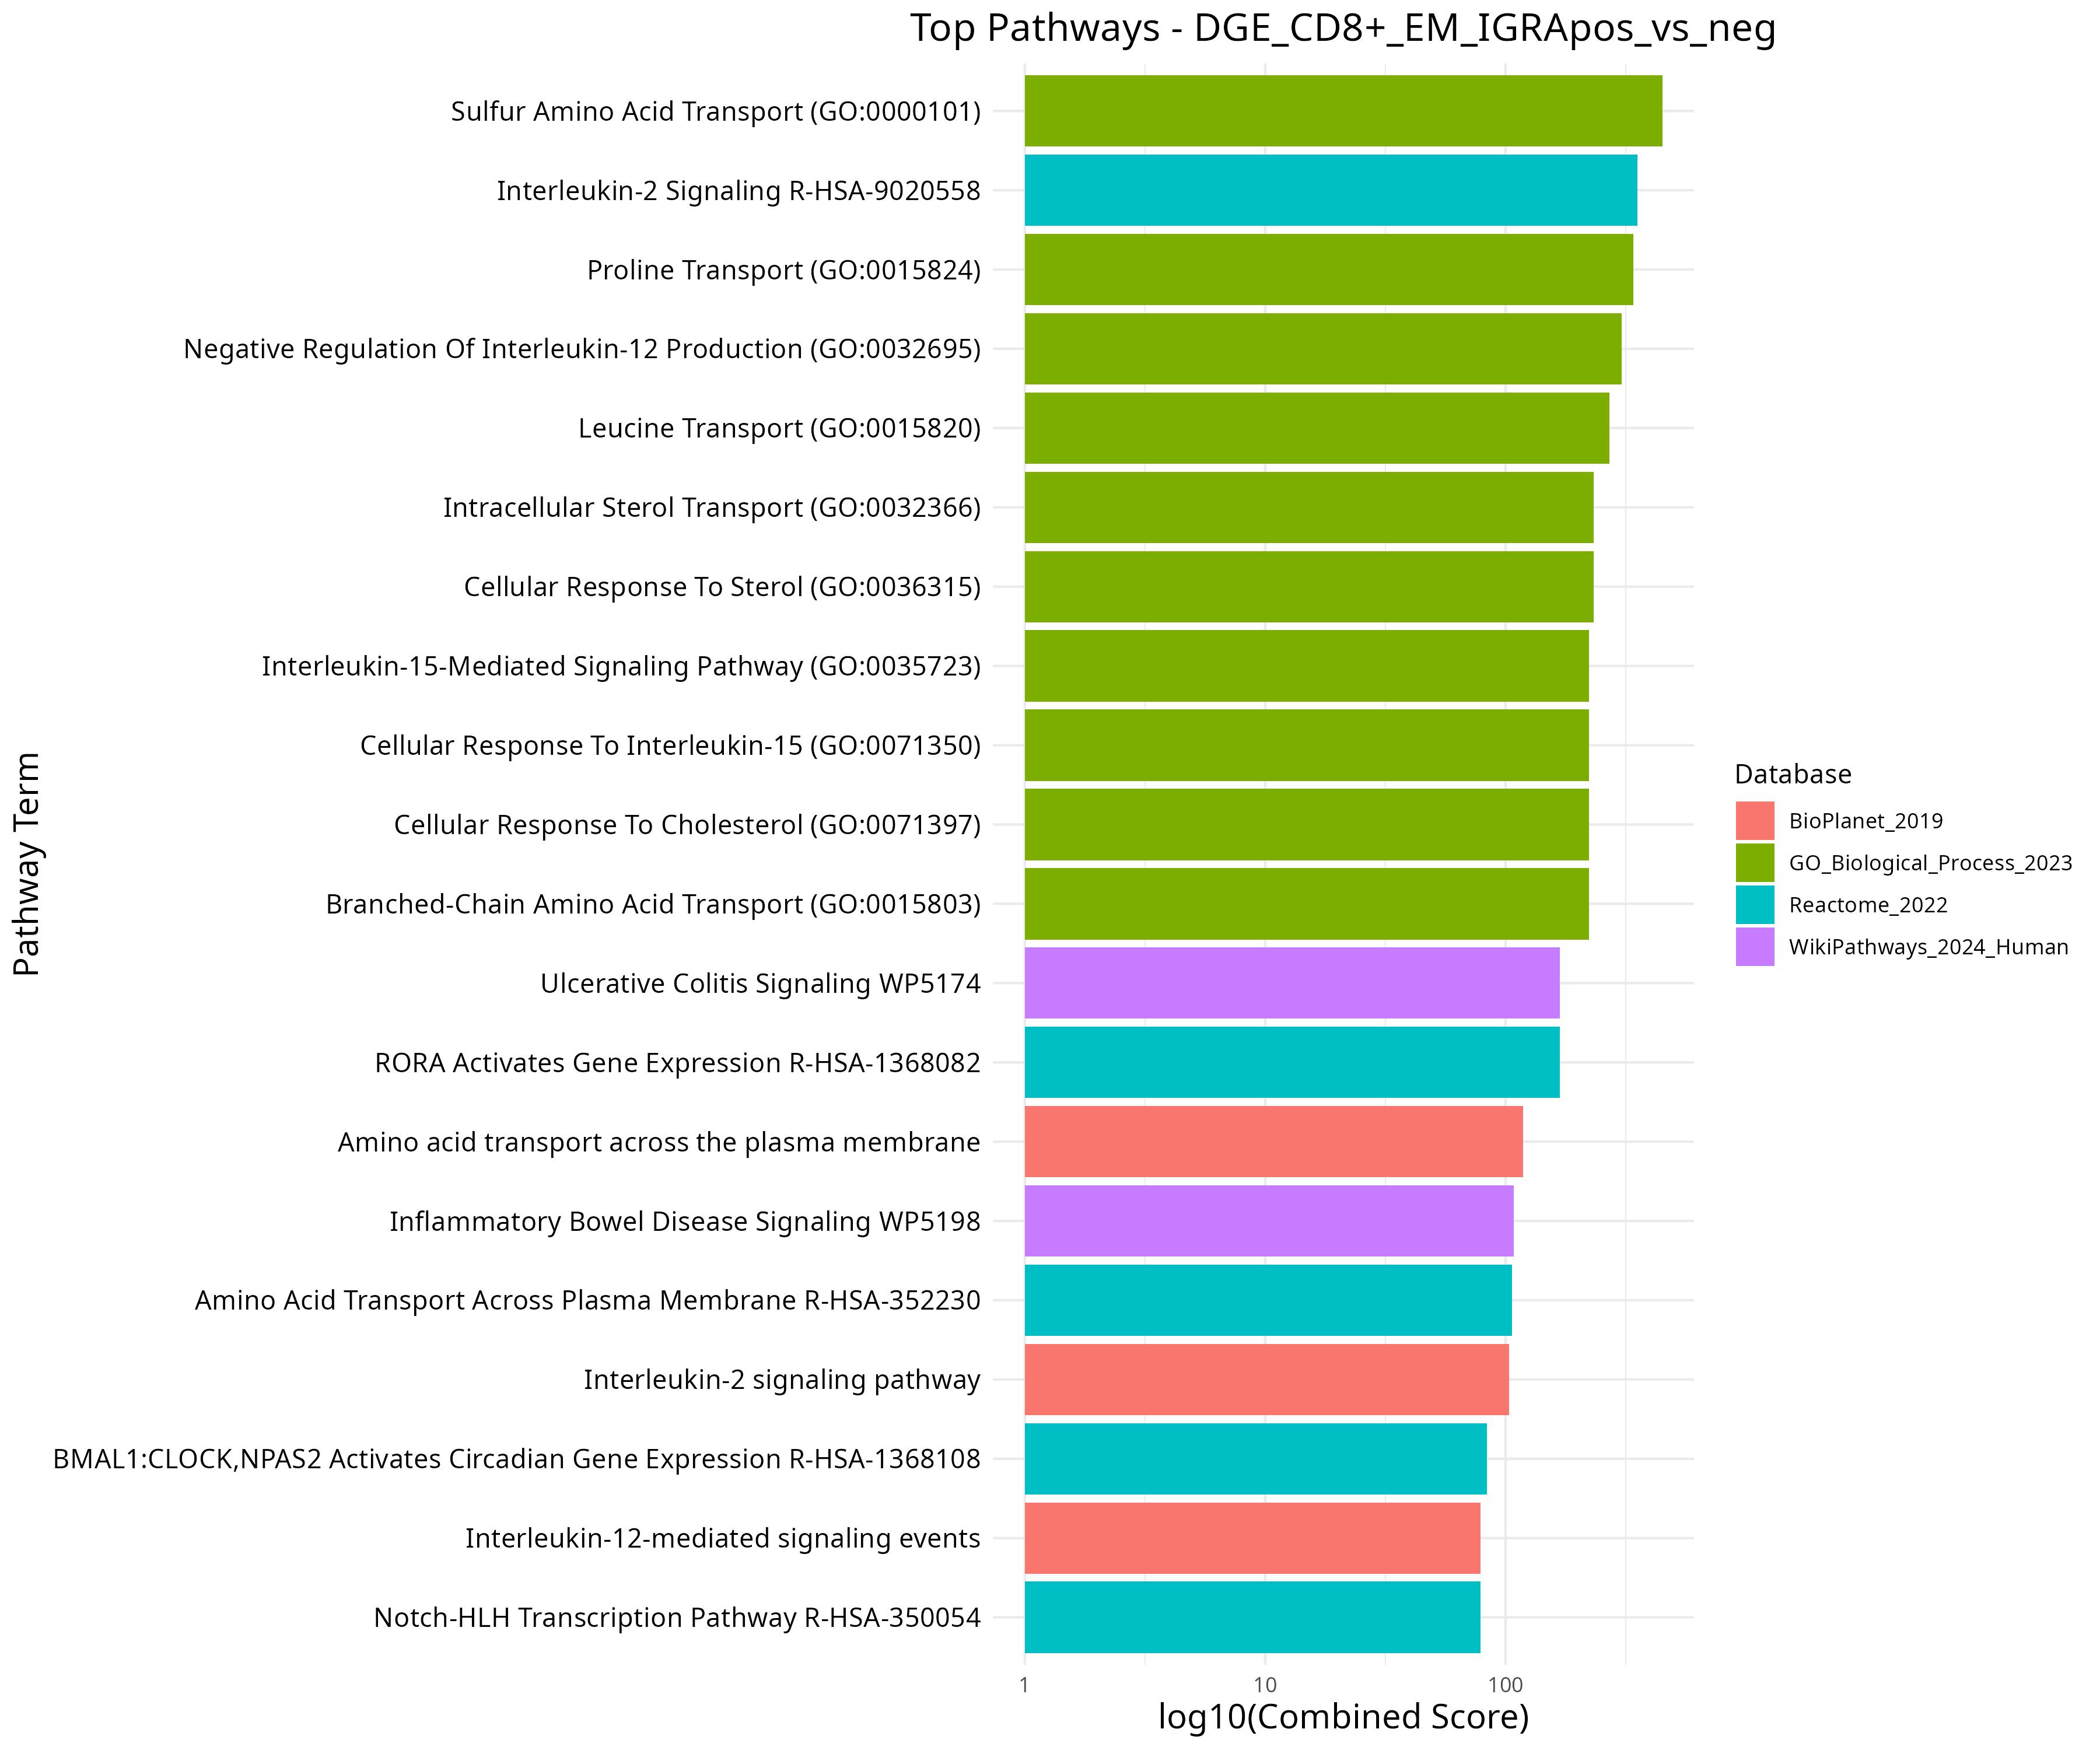 Top Pathways - DGE_CD8+_EM_IGRApos_vs_neg
Pathway Term
Sulfur Amino Acid Transport (GO:0000101)
Interleukin-2 Signaling R-HSA-9020558
Proline Transport (GO:0015824)
Negative Regulation Of Interleukin-12 Production (GO:0032695)
Leucine Transport (GO:0015820)
Intracellular Sterol Transport (GO:0032366)
Cellular Response To Sterol (GO:0036315)
Interleukin-15-Mediated Signaling Pathway (GO:0035723)
Cellular Response To Interleukin-15 (GO:0071350)
Cellular Response To Cholesterol (GO:0071397)
Branched-Chain Amino Acid Transport (GO:0015803)
Ulcerative Colitis Signaling WP5174
RORA Activates Gene Expression R-HSA-1368082
Amino acid transport across the plasma membrane
Inflammatory Bowel Disease Signaling WP5198
Amino Acid Transport Across Plasma Membrane R-HSA-352230
Interleukin-2 signaling pathway
BMAL1:CLOCK,NPAS2 Activates Circadian Gene Expression R-HSA-1368108
Interleukin-12-mediated signaling events
Notch-HLH Transcription Pathway R-HSA-350054
1 10 100
log10(Combined Score)
Database
BioPlanet_2019
GO_Biological_Process_2023
Reactome_2022
WikiPathways_2024_Human